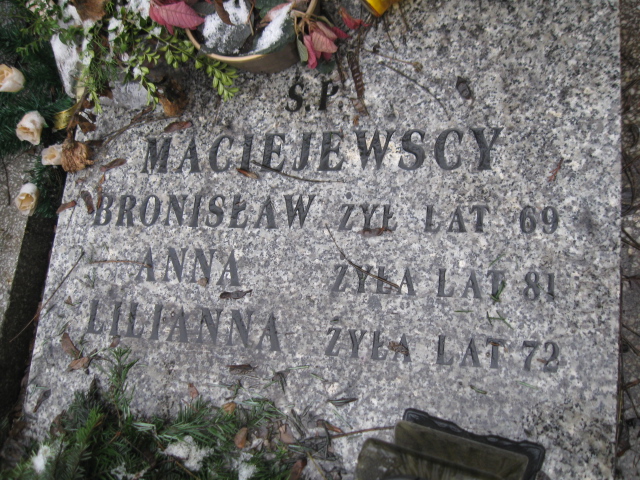 Ś.P.
MACIEJEWSCY
BRONISŁAW ŻYŁ LAT 69
ANNA ŻYŁA LAT 81
LILIANNA ŻYŁA LAT 72